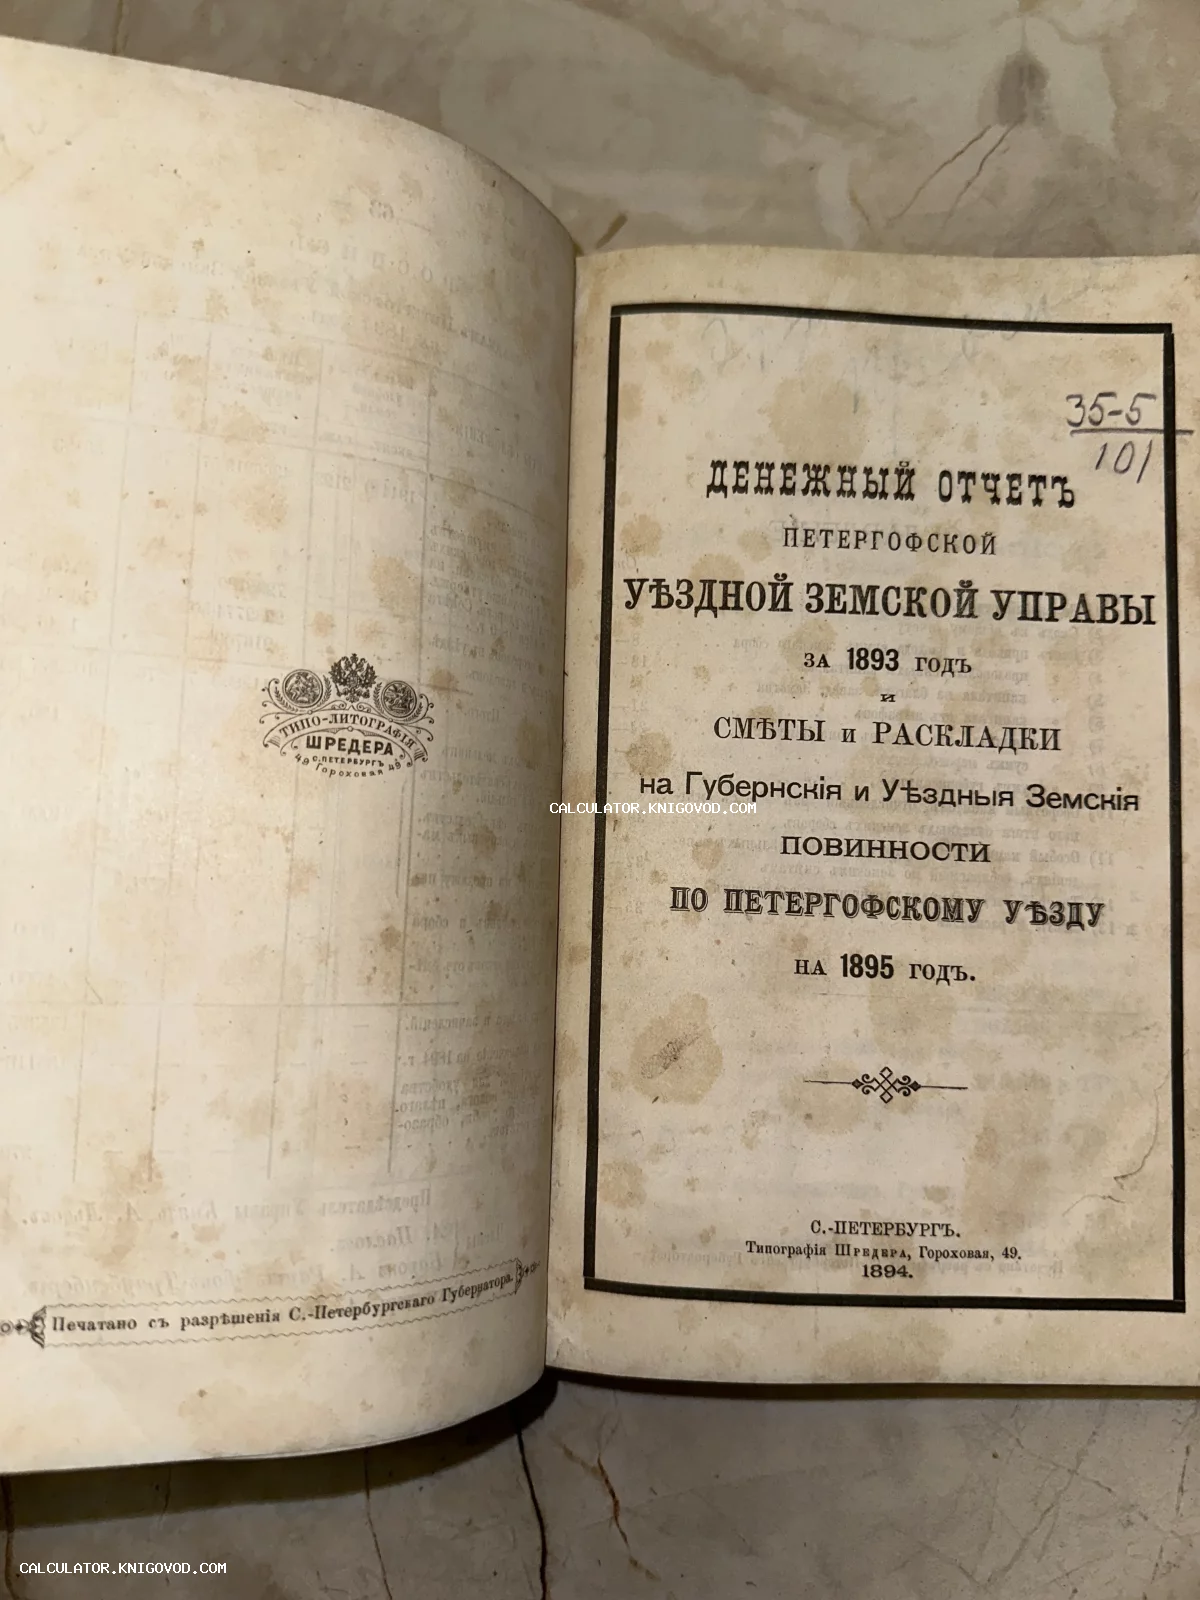 ТИПО-ЛИТОГРАФІЯ
ШРЕДЕРА
С.ПЕТЕРБУРГЪ
49 Гороховая 49
Печатано съ разрѣшенія С.-Петербургскаго Губернатора.
35-5
101
ДЕНЕЖНЫЙ ОТЧЕТЪ
ПЕТЕРГОФСКОЙ
УѢЗДНОЙ ЗЕМСКОЙ УПРАВЫ
ЗА 1893 ГОДЪ
И
СМѢТЫ и РАСКЛАДКИ
на Губернскія и Уѣздныя Земскія
ПОВИННОСТИ
ПО ПЕТЕРГОФСКОМУ УѢЗДУ
НА 1895 ГОДЪ.
С.-ПЕТЕРБУРГЪ.
Типографія Шредера, Гороховая, 49.
1894.
CALCULATOR.KNIGOVOD.COM
CALCULATOR.KNIGOVOD.COM